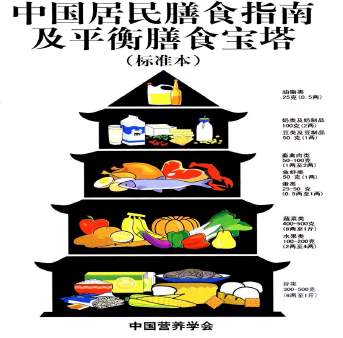 中国居民膳食指南
及平衡膳食宝塔
(标准本)
油脂类
25克(0.5两)
奶类及奶制品
100克(2两)
豆类及豆制品
50 克(1两)
畜禽肉类
50-100克
(1两至2两)
鱼虾类
50 克(1两)
蛋类
25-50 克
(0.5两至1两)
蔬菜类
400-500克
(8两至1斤)
水果类
100-200克
(2两至4两)
谷类
300-500克
(6两至1斤)
中国营养学会